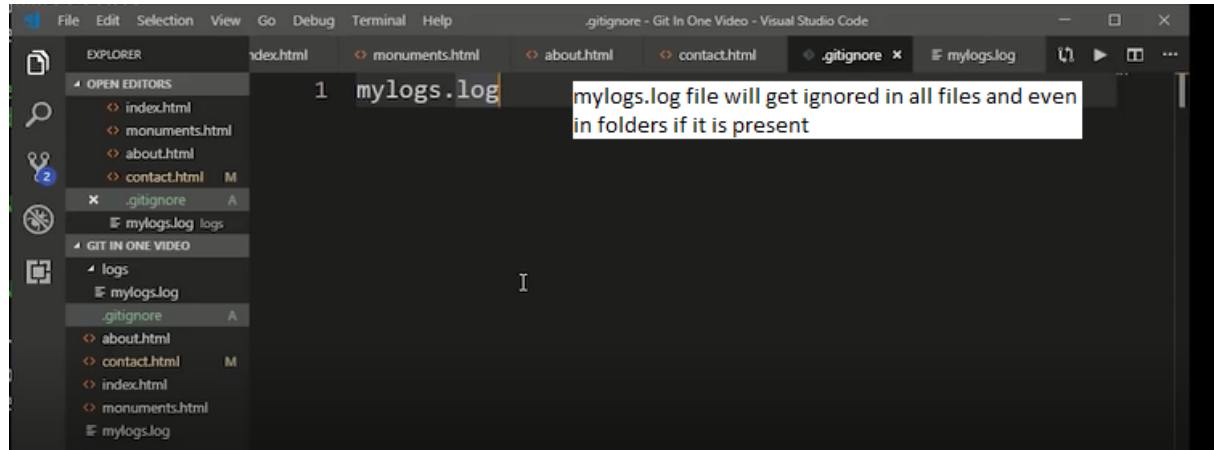 File Edit Selection View Go Debug Terminal Help .gitignore - Git In One Video - Visual Studio Code
EXPLORER
ndex.html monuments.html about.html contact.html .gitignore mylogs.log
OPEN EDITORS
index.html
monuments.html
about.html
contact.html M
.gitignore A
mylogs.log logs
GIT IN ONE VIDEO
logs
mylogs.log
.gitignore A
about.html
contact.html M
index.html
monuments.html
mylogs.log
2
1 mylogs.log
mylogs.log file will get ignored in all files and even
in folders if it is present